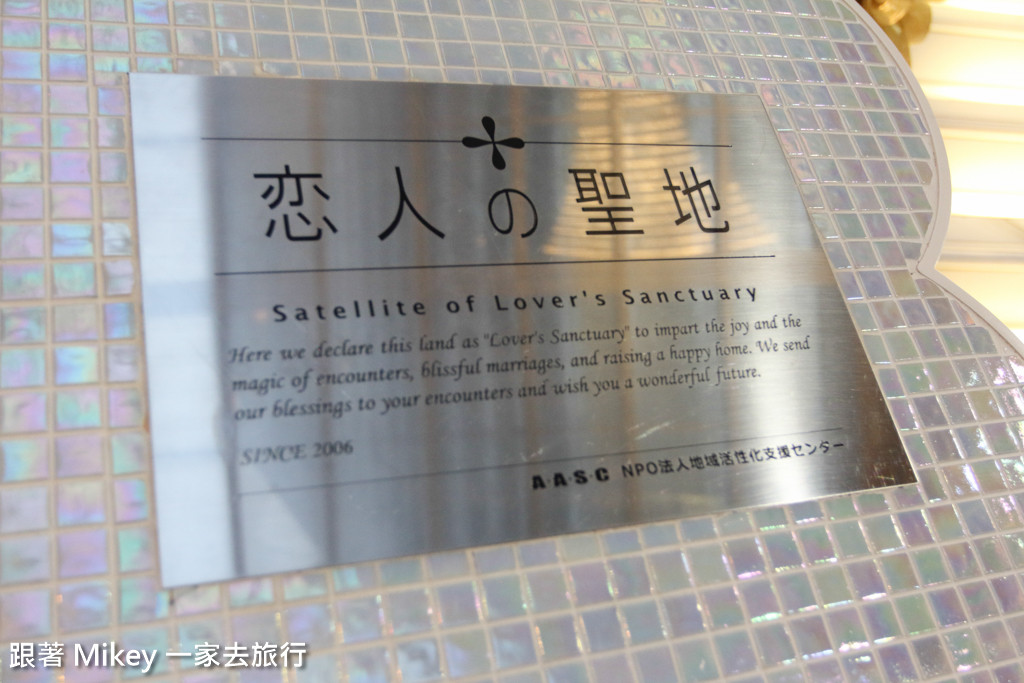 恋人の聖地
Satellite of Lover's Sanctuary
Here we declare this land as "Lover's Sanctuary" to impart the joy and the
magic of encounters, blissful marriages, and raising a happy home. We send
our blessings to your encounters and wish you a wonderful future.
SINCE 2006
A·A·S·C NPO法人地域活性化支援センター
跟著 Mikey 一家去旅行